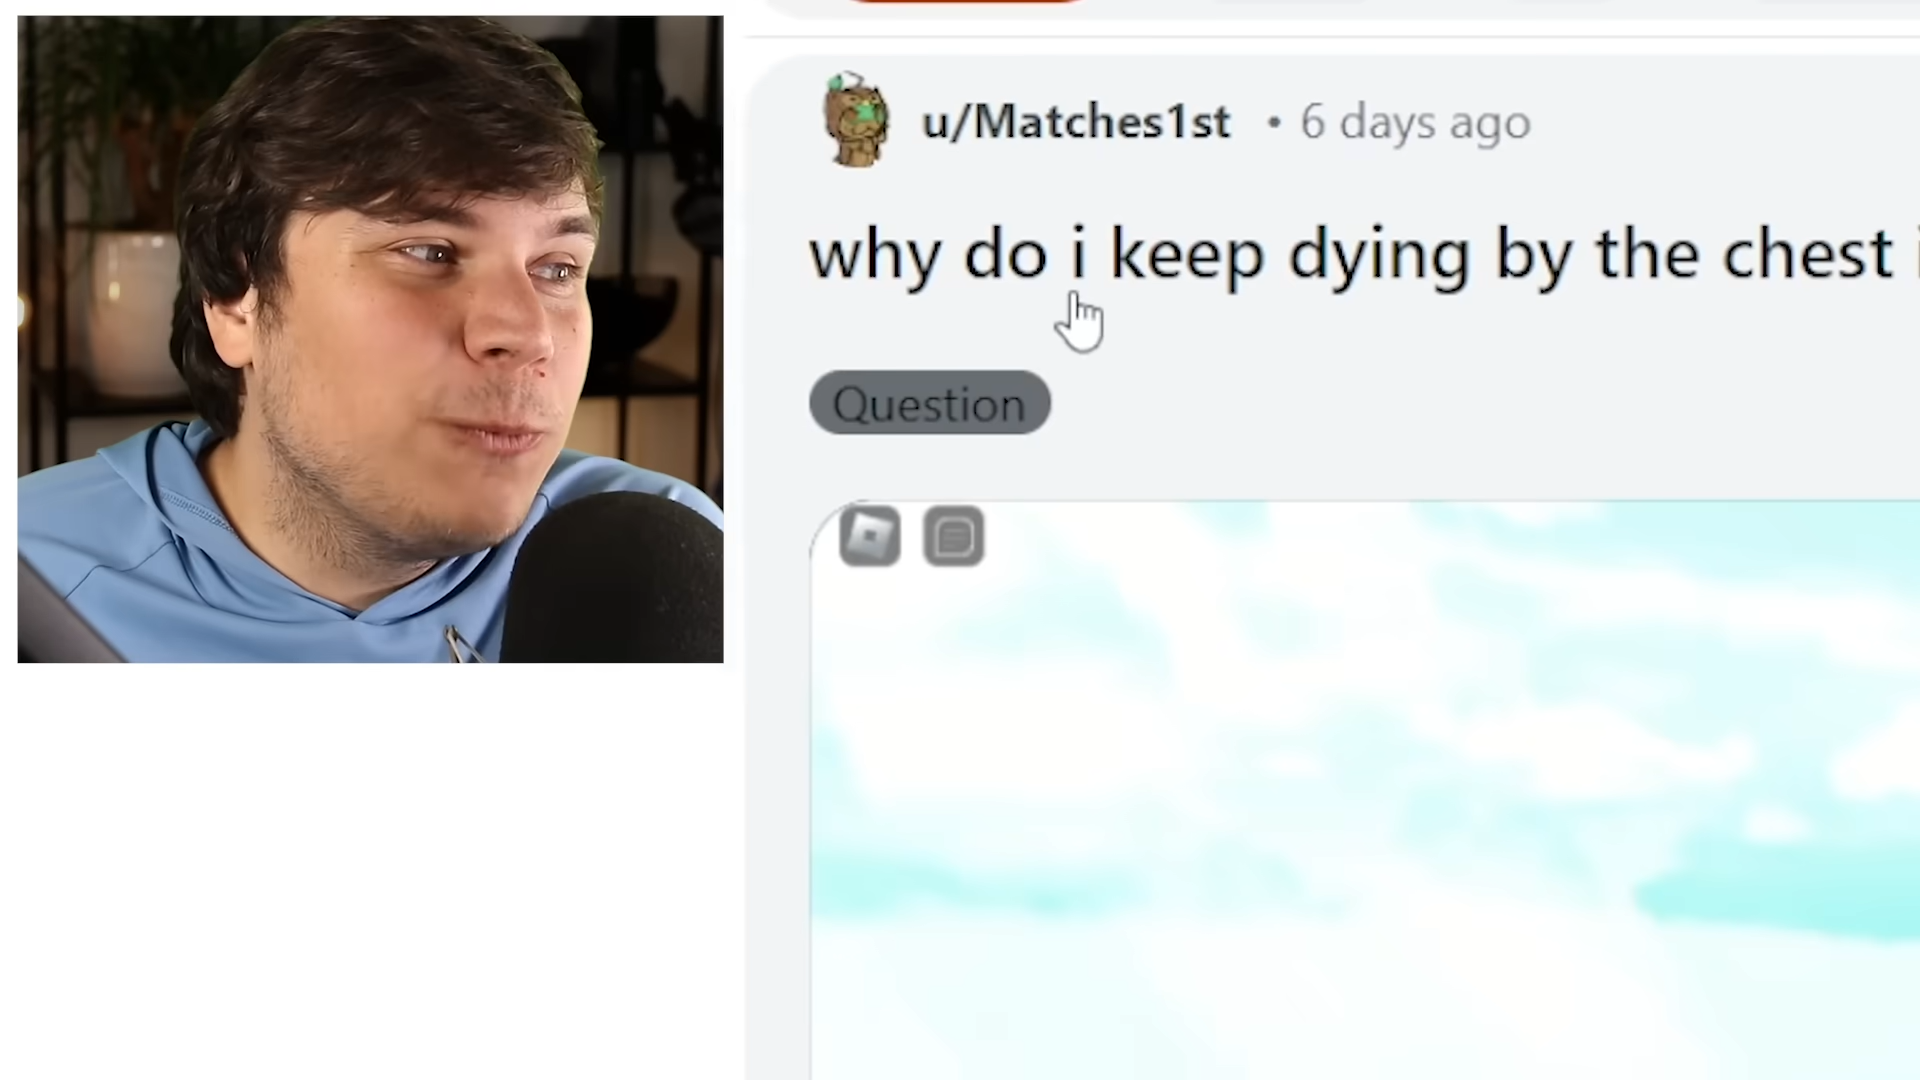 u/Matches1st • 6 days ago
why do i keep dying by the chest
Question